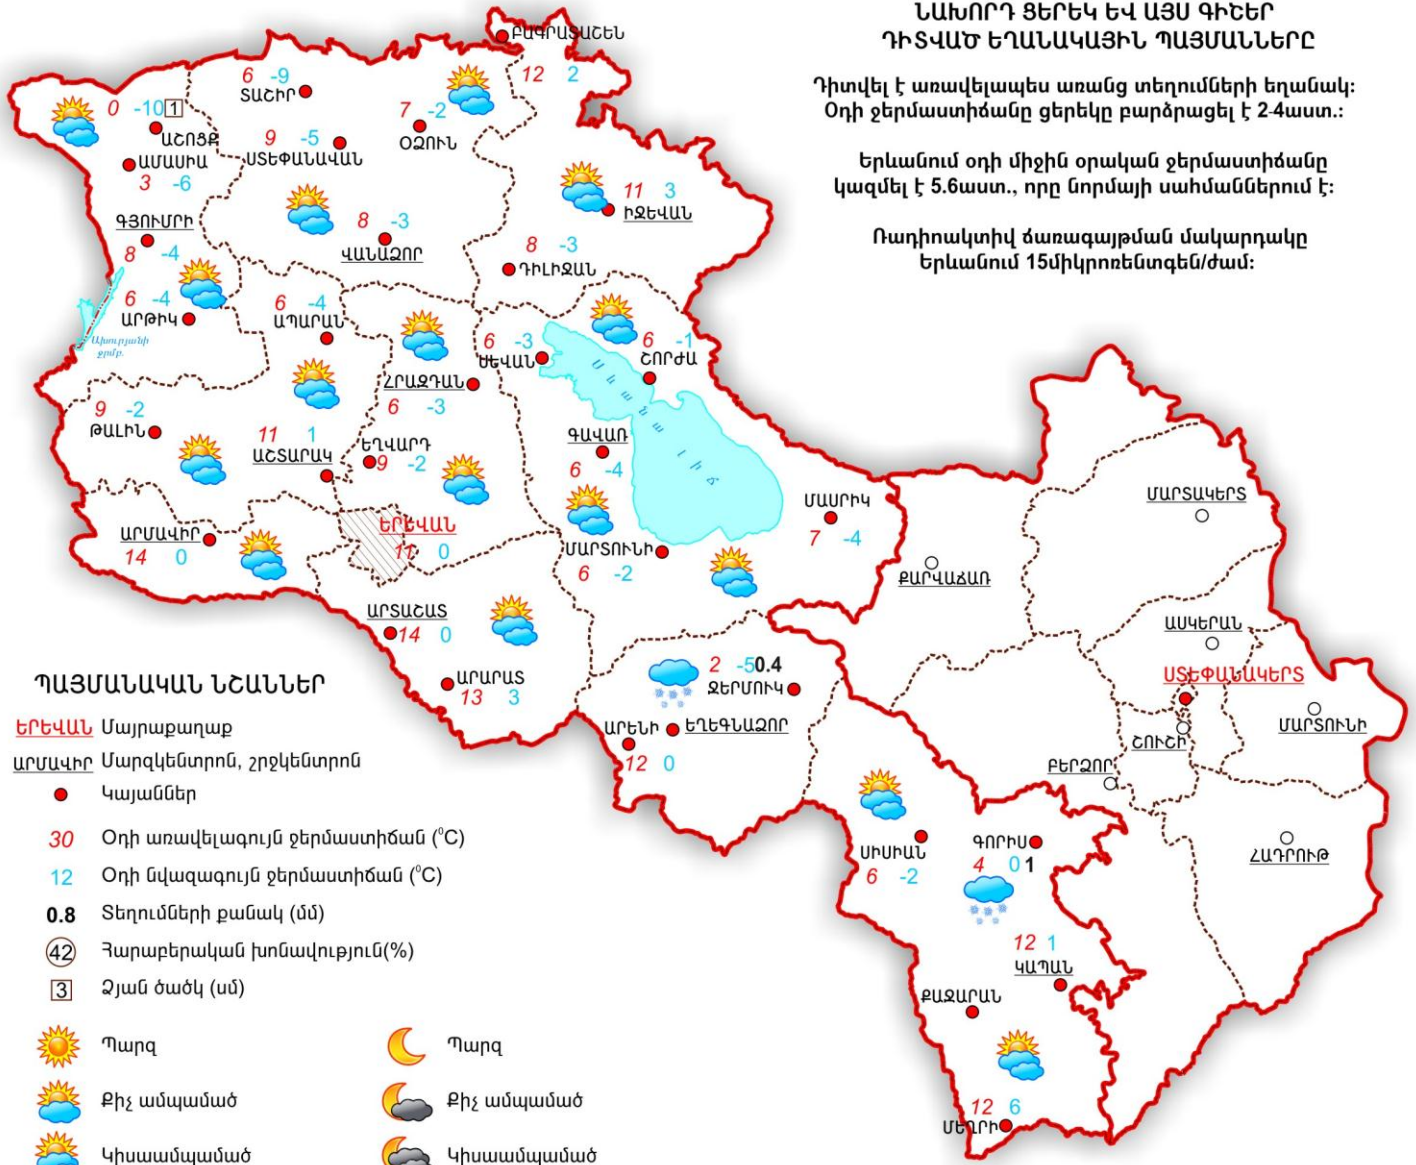 ՆԱԽՈՐԴ ՑԵՐԵԿ ԵՎ ԱՅՍ ԳԻՇԵՐ
ԴԻՏՎԱԾ ԵՂԱՆԱԿԱՅԻՆ ՊԱՅՄԱՆՆԵՐԸ
Դիտվել է առավելապես առանց տեղումների եղանակ:
Օդի ջերմաստիճանը ցերեկը բարձրացել է 2-4աստ.:
Երևանում օդի միջին օրական ջերմաստիճանը
կազմել է 5.6աստ., որը նորմայի սահմաններում է:
Ռադիոակտիվ ճառագայթման մակարդակը
Երևանում 15միկրոռենտգեն/ժամ:
ԲԱԳՐԱՏԱՇԵՆ
12 2
6 -9
ՏԱՇԻՐ
0 -10 1
ԱՇՈՑՔ
7 -2
ՕՁՈՒՆ
9 -5
ՍՏԵՓԱՆԱՎԱՆ
ԱՄԱՍԻԱ
3 -6
11 3
ԻՋԵՎԱՆ
ԳՅՈՒՄՐԻ
8 -4
8 -3
ՎԱՆԱՁՈՐ
8 -3
ԴԻԼԻՋԱՆ
6 -4
ԱՐԹԻԿ
6 -4
ԱՊԱՐԱՆ
Ախուրյանի
ջրմբ.
6 -3
ՍԵՎԱՆ
6 -1
ՇՈՐԺԱ
Սևանա լիճ
ՀՐԱԶԴԱՆ
6 -3
9 -2
ԹԱԼԻՆ
11 1
ԱՇՏԱՐԱԿ
ԵՂՎԱՐԴ
9 -2
ԳԱՎԱՌ
6 -4
ՄԱՍՐԻԿ
7 -4
ՄԱՐՏԱԿԵՐՏ
ԱՐՄԱՎԻՐ
14 0
ԵՐԵՎԱՆ
11 0
ՄԱՐՏՈՒՆԻ
6 -2
ՔԱՐՎԱՃԱՌ
ԱՐՏԱՇԱՏ
14 0
ԱՍԿԵՐԱՆ
ԱՐԱՐԱՏ
13 3
2 -5 0.4
ՋԵՐՄՈՒԿ
ՍՏԵՓԱՆԱԿԵՐՏ
ԱՐԵՆԻ
12 0
ԵՂԵԳՆԱՁՈՐ
ՄԱՐՏՈՒՆԻ
ՇՈՒՇԻ
ԲԵՐՁՈՐ
ՍԻՍԻԱՆ
6 -2
ԳՈՐԻՍ
4 0 1
ՀԱԴՐՈՒԹ
12 1
ԿԱՊԱՆ
ՔԱՋԱՐԱՆ
12 6
ՄԵՂՐԻ
ՊԱՅՄԱՆԱԿԱՆ ՆՇԱՆՆԵՐ
ԵՐԵՎԱՆ Մայրաքաղաք
ԱՐՄԱՎԻՐ Մարզկենտրոն, շրջկենտրոն
Կայաններ
30 Օդի առավելագույն ջերմաստիճան (⁰C)
12 Օդի նվազագույն ջերմաստիճան (⁰C)
0.8 Տեղումների քանակ (մմ)
42 Հարաբերական խոնավություն(%)
3 Ձյան ծածկ (սմ)
Պարզ Պարզ
Քիչ ամպամած Քիչ ամպամած
Կիսաամպամած Կիսաամպամած